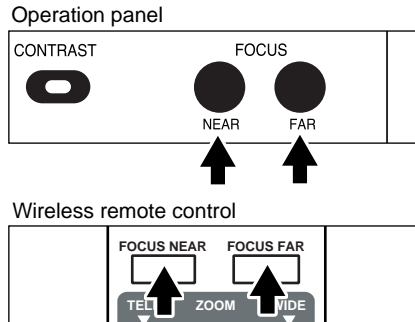 Operation panel
CONTRAST FOCUS
NEAR FAR
Wireless remote control
FOCUS NEAR FOCUS FAR
ZOOM